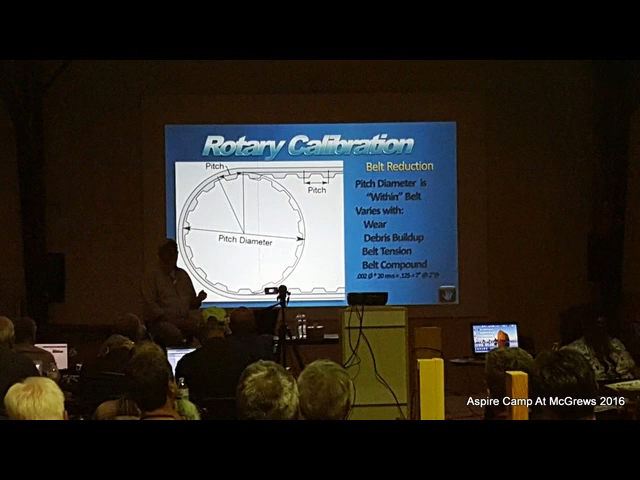 Rotary Calibration
Belt Reduction
Pitch
Pitch
Pitch Diameter
Pitch Diameter is
"Within" Belt
Varies with:
Wear
Debris Buildup
Belt Tension
Belt Compound
Aspire Camp At McGrews 2016